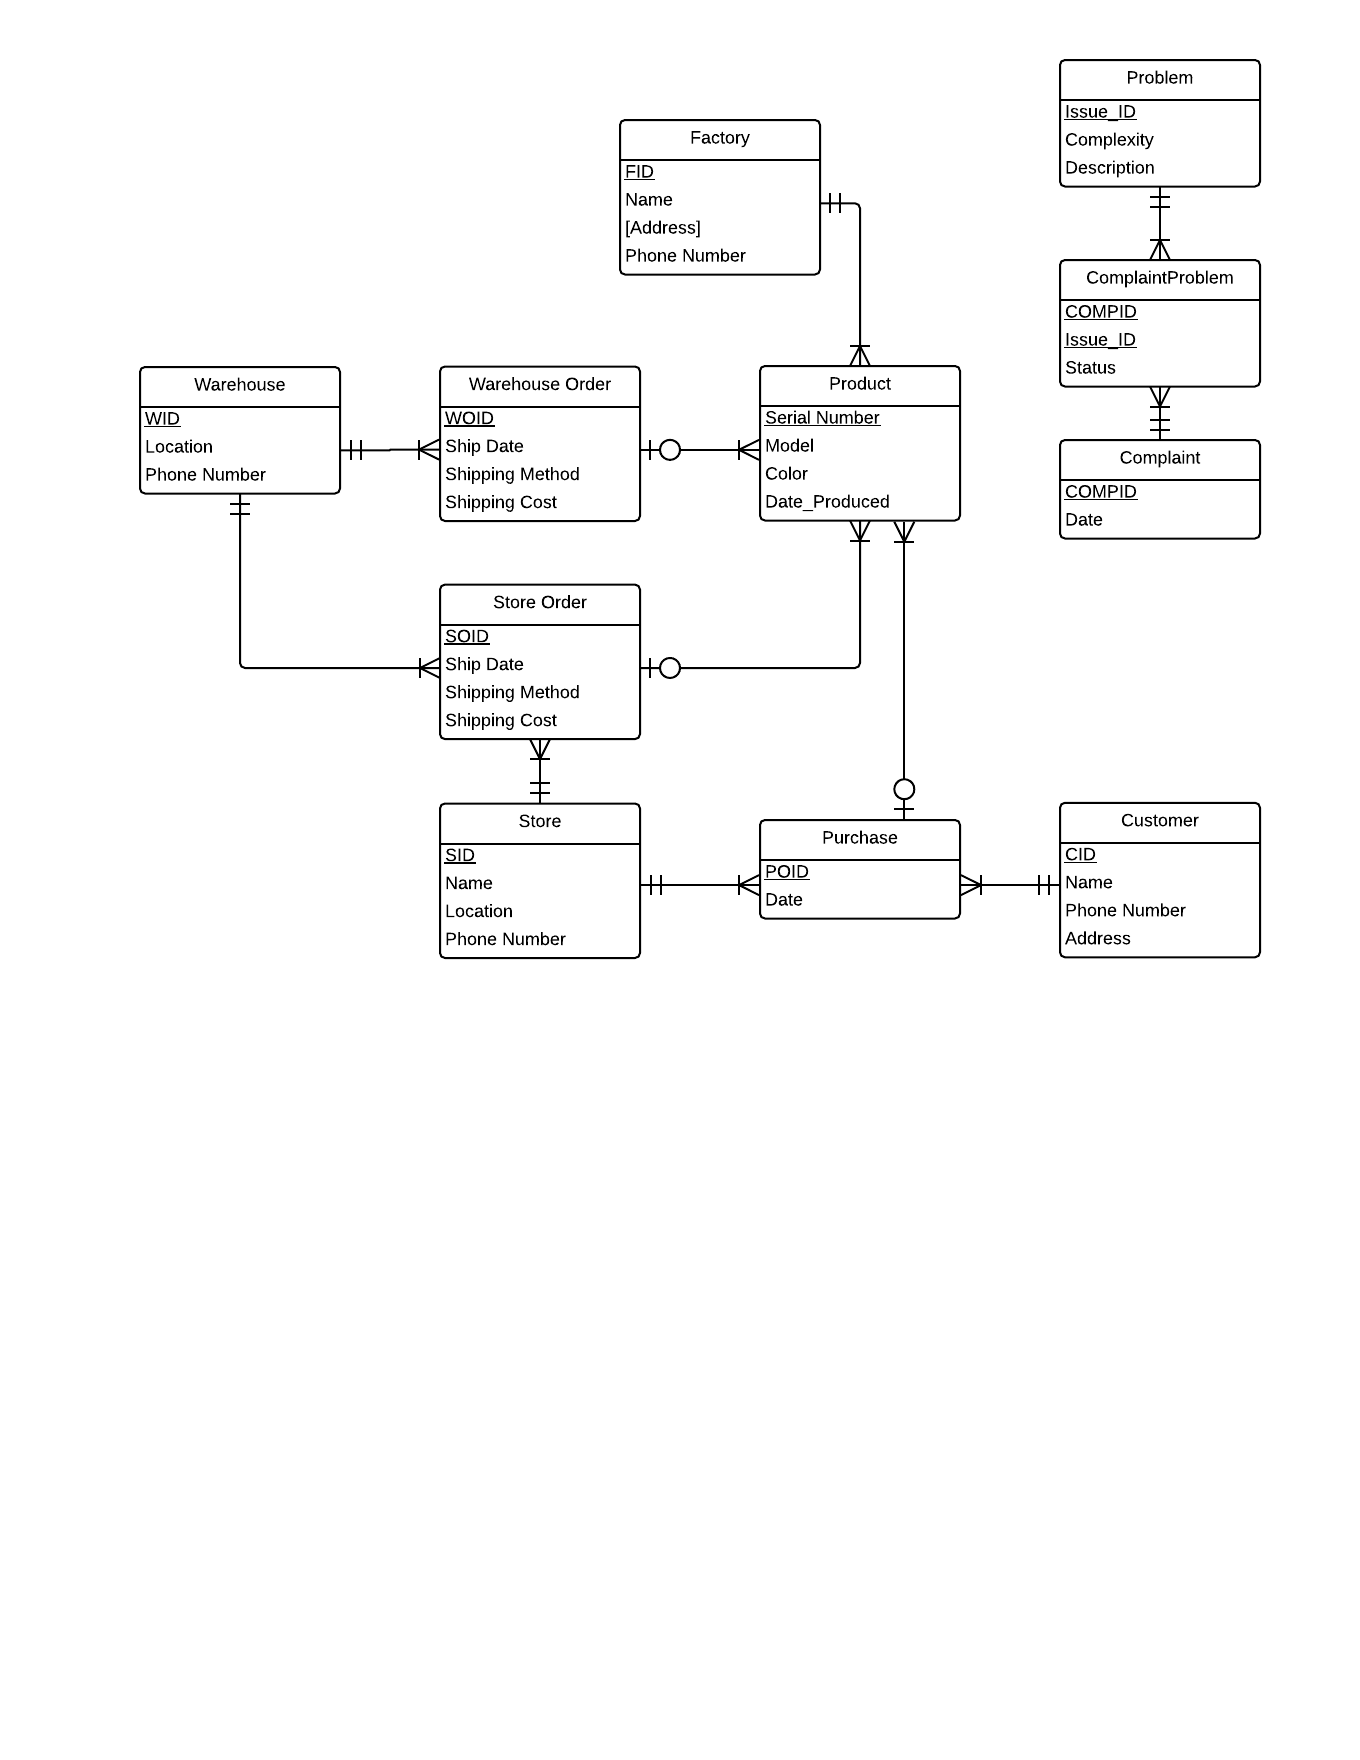 Problem
Issue_ID
Complexity
Description
Factory
FID
Name
[Address]
Phone Number
ComplaintProblem
COMPID
Issue_ID
Status
Warehouse
WID
Location
Phone Number
Warehouse Order
WOID
Ship Date
Shipping Method
Shipping Cost
Product
Serial Number
Model
Color
Date_Produced
Complaint
COMPID
Date
Store Order
SOID
Ship Date
Shipping Method
Shipping Cost
Store
SID
Name
Location
Phone Number
Purchase
POID
Date
Customer
CID
Name
Phone Number
Address